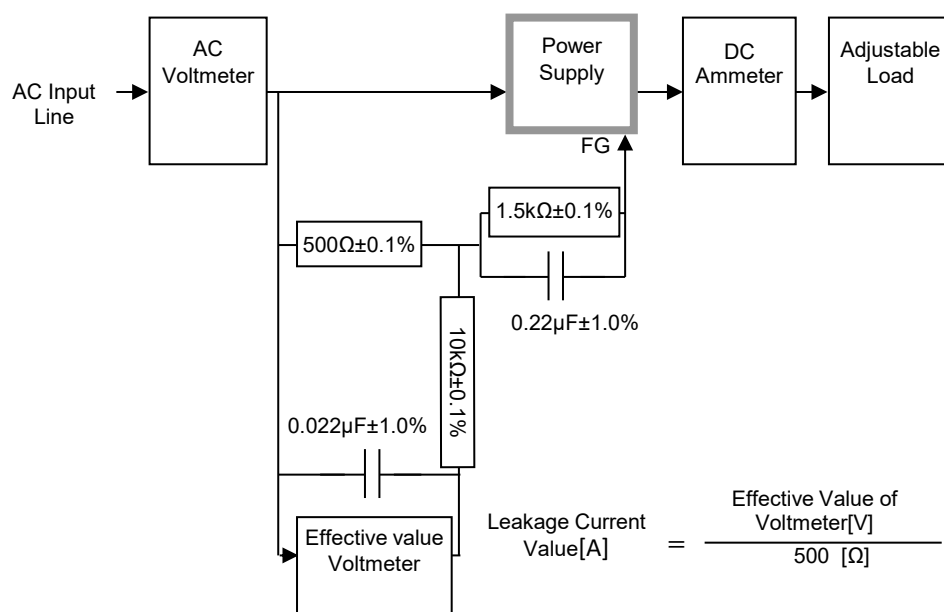 AC
Voltmeter
Power
Supply
DC
Ammeter
Adjustable
Load
AC Input
Line
FG
1.5kΩ±0.1%
500Ω±0.1%
0.22µF±1.0%
10kΩ±0.1%
0.022µF±1.0%
Effective value
Voltmeter
Leakage Current
Value[A]
=
Effective Value of
Voltmeter[V]
500 [Ω]